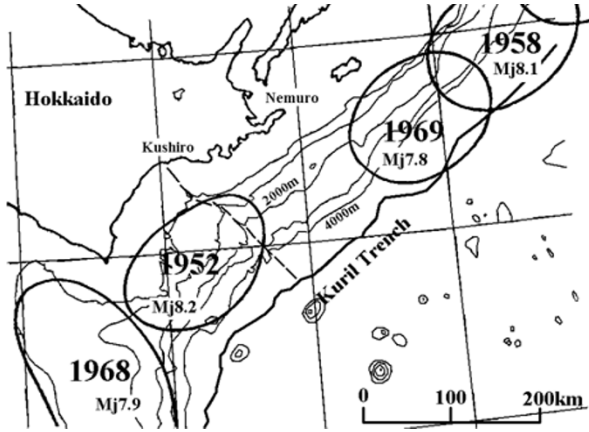 1958
Mj8.1
Hokkaido
Nemuro
1969
Mj7.8
Kushiro
2000m
4000m
1952
Kuril Trench
Mj8.2
1968
Mj7.9
0 100 200km